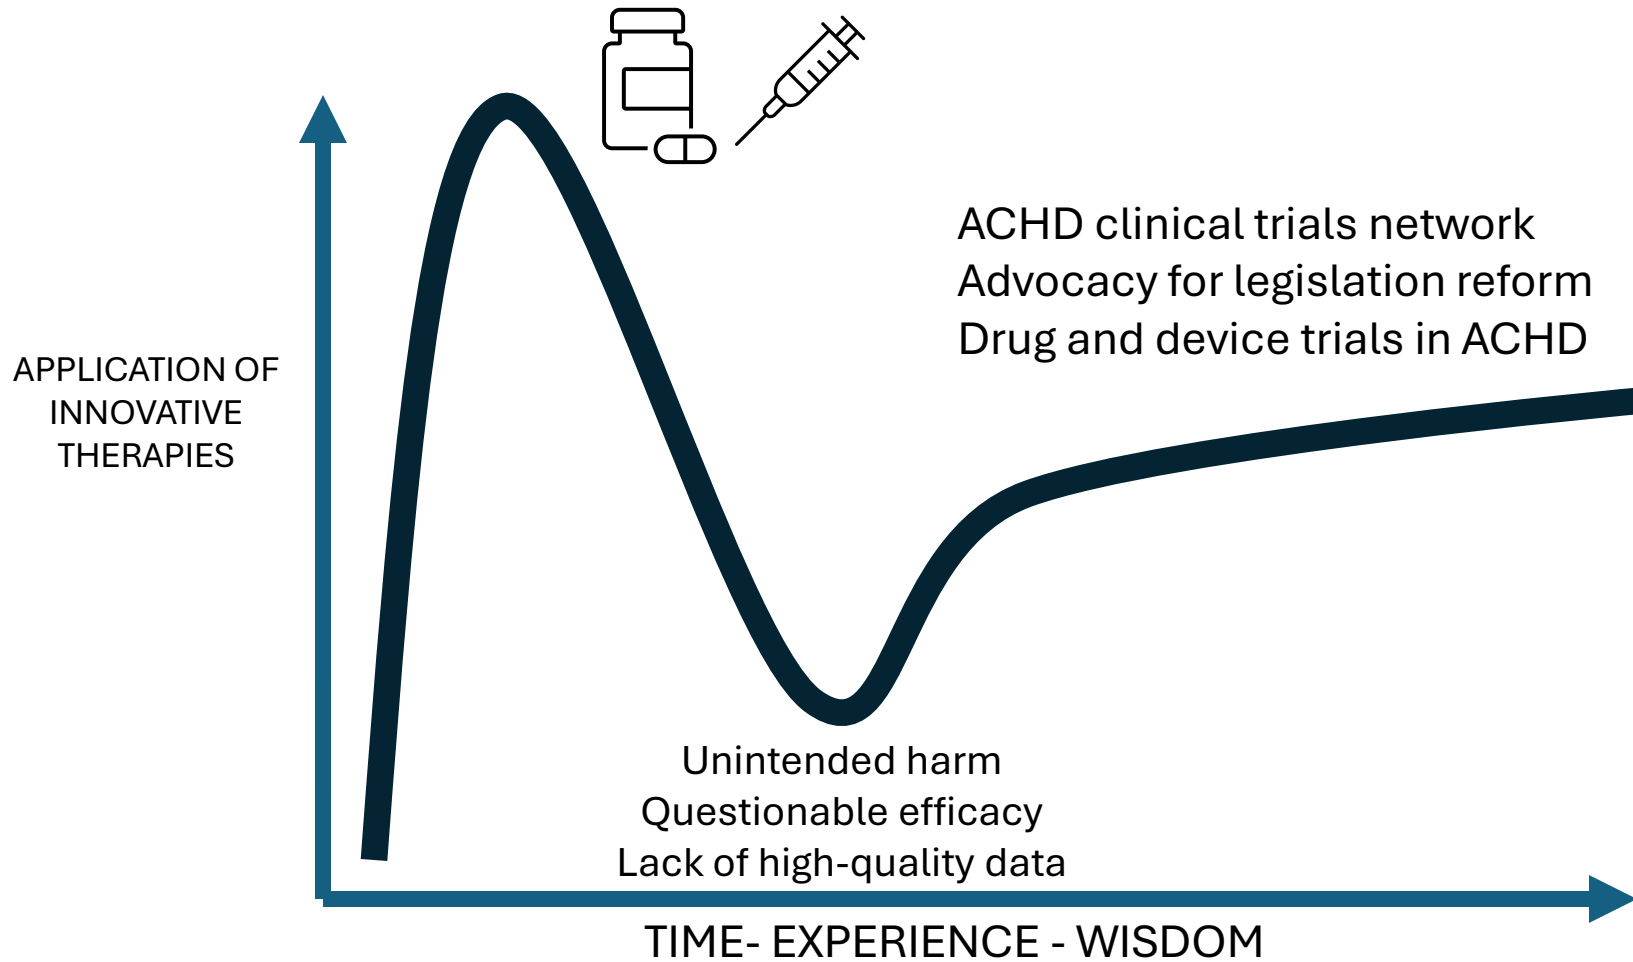 ACHD clinical trials network
Advocacy for legislation reform
Drug and device trials in ACHD
APPLICATION OF
INNOVATIVE
THERAPIES
Unintended harm
Questionable efficacy
Lack of high-quality data
TIME- EXPERIENCE - WISDOM